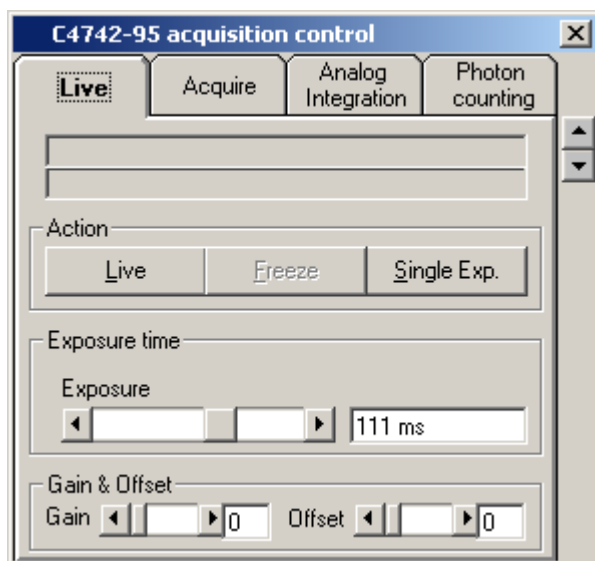 C4742-95 acquisition control
Live
Acquire
Analog
Integration
Photon
counting
Action
Live
Freeze
Single Exp.
Exposure time
Exposure
111 ms
Gain & Offset
Gain 0 Offset 0